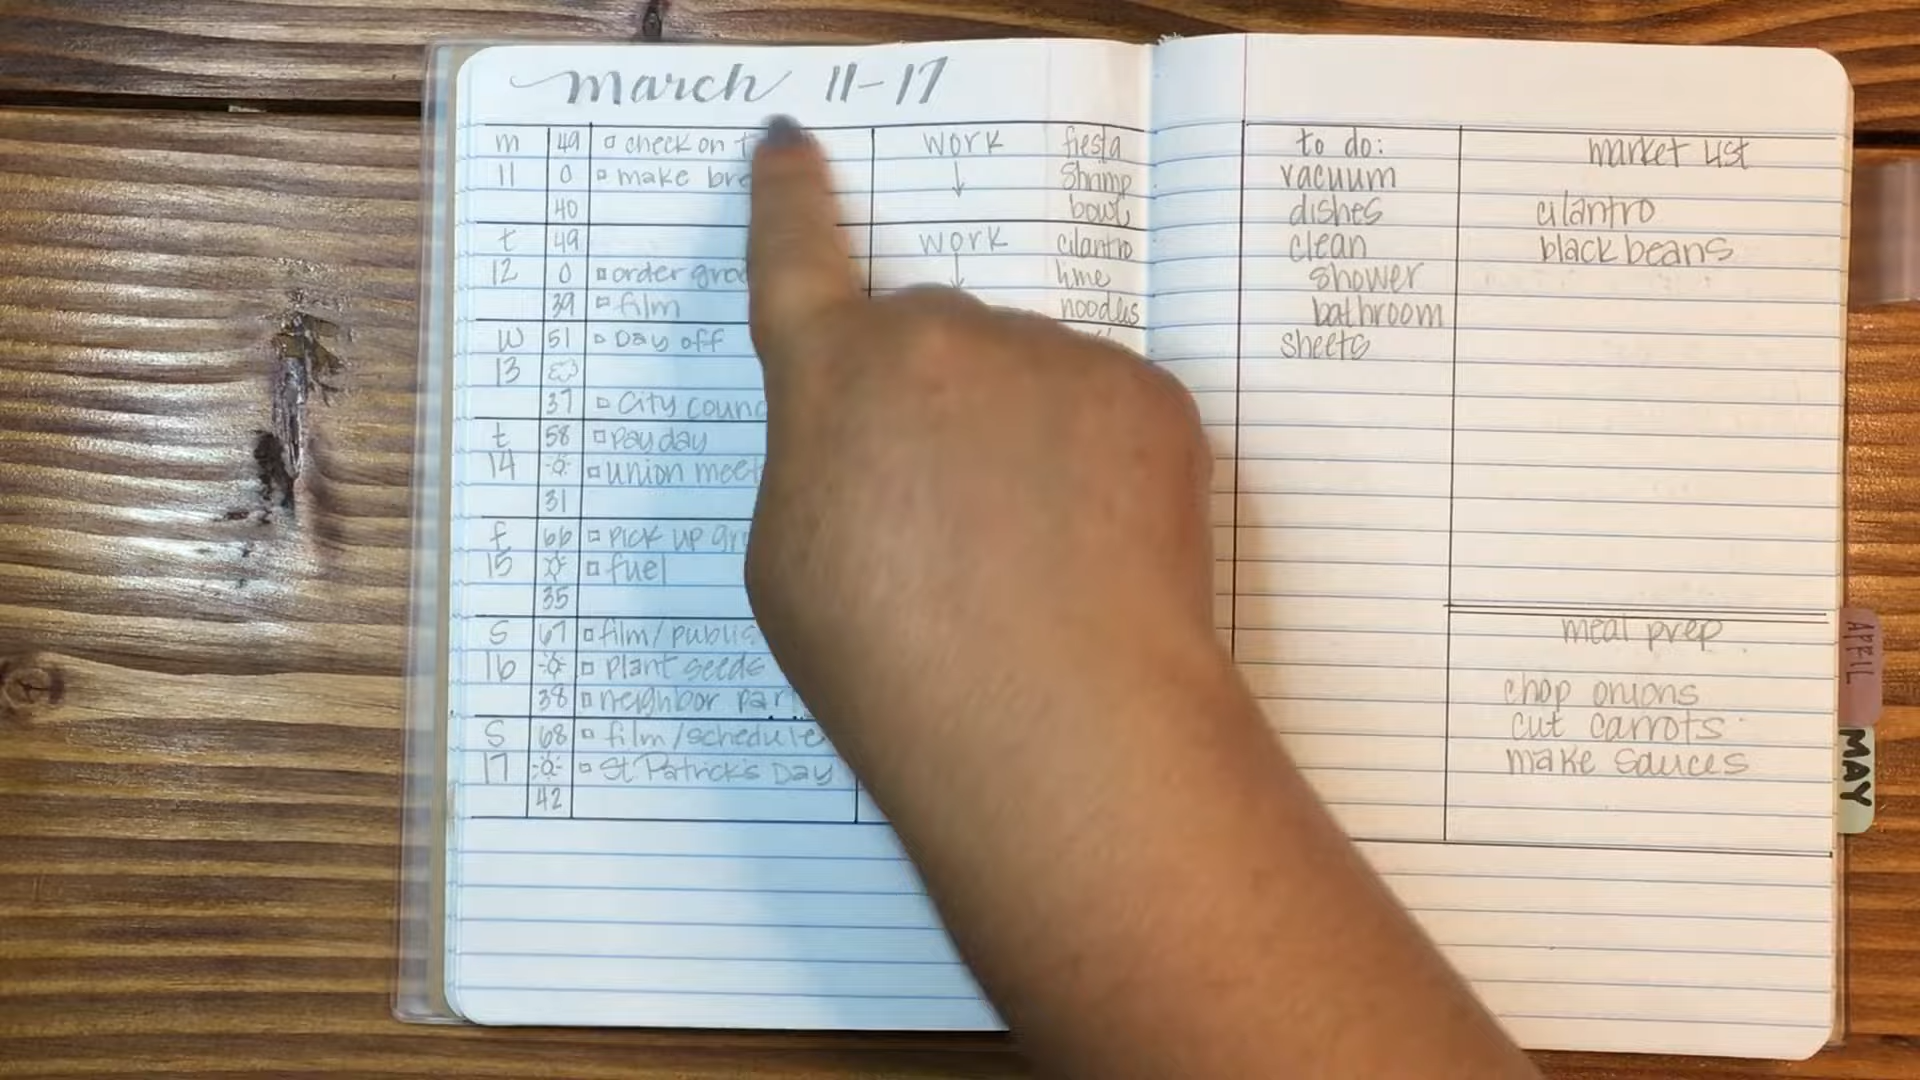 march 11-17
m 49 check on work fiesta
11 0 make shrimp
40 bowl
t 49 work cilantro
12 0 order lime
39 film noodles
W 51 Day off
13
37 City
t 58 Pay day
14 union
31
f 66 pick up
15 fuel
35
S 67 film/
16 plant seeds
38 neighbor
S 68 film/schedule
17 St Patrick's Day
42
to do:
vacuum
dishes
clean
shower
bathroom
sheets
market list
cilantro
black beans
meal prep
chop onions
cut carrots
make sauces
APRIL
MAY